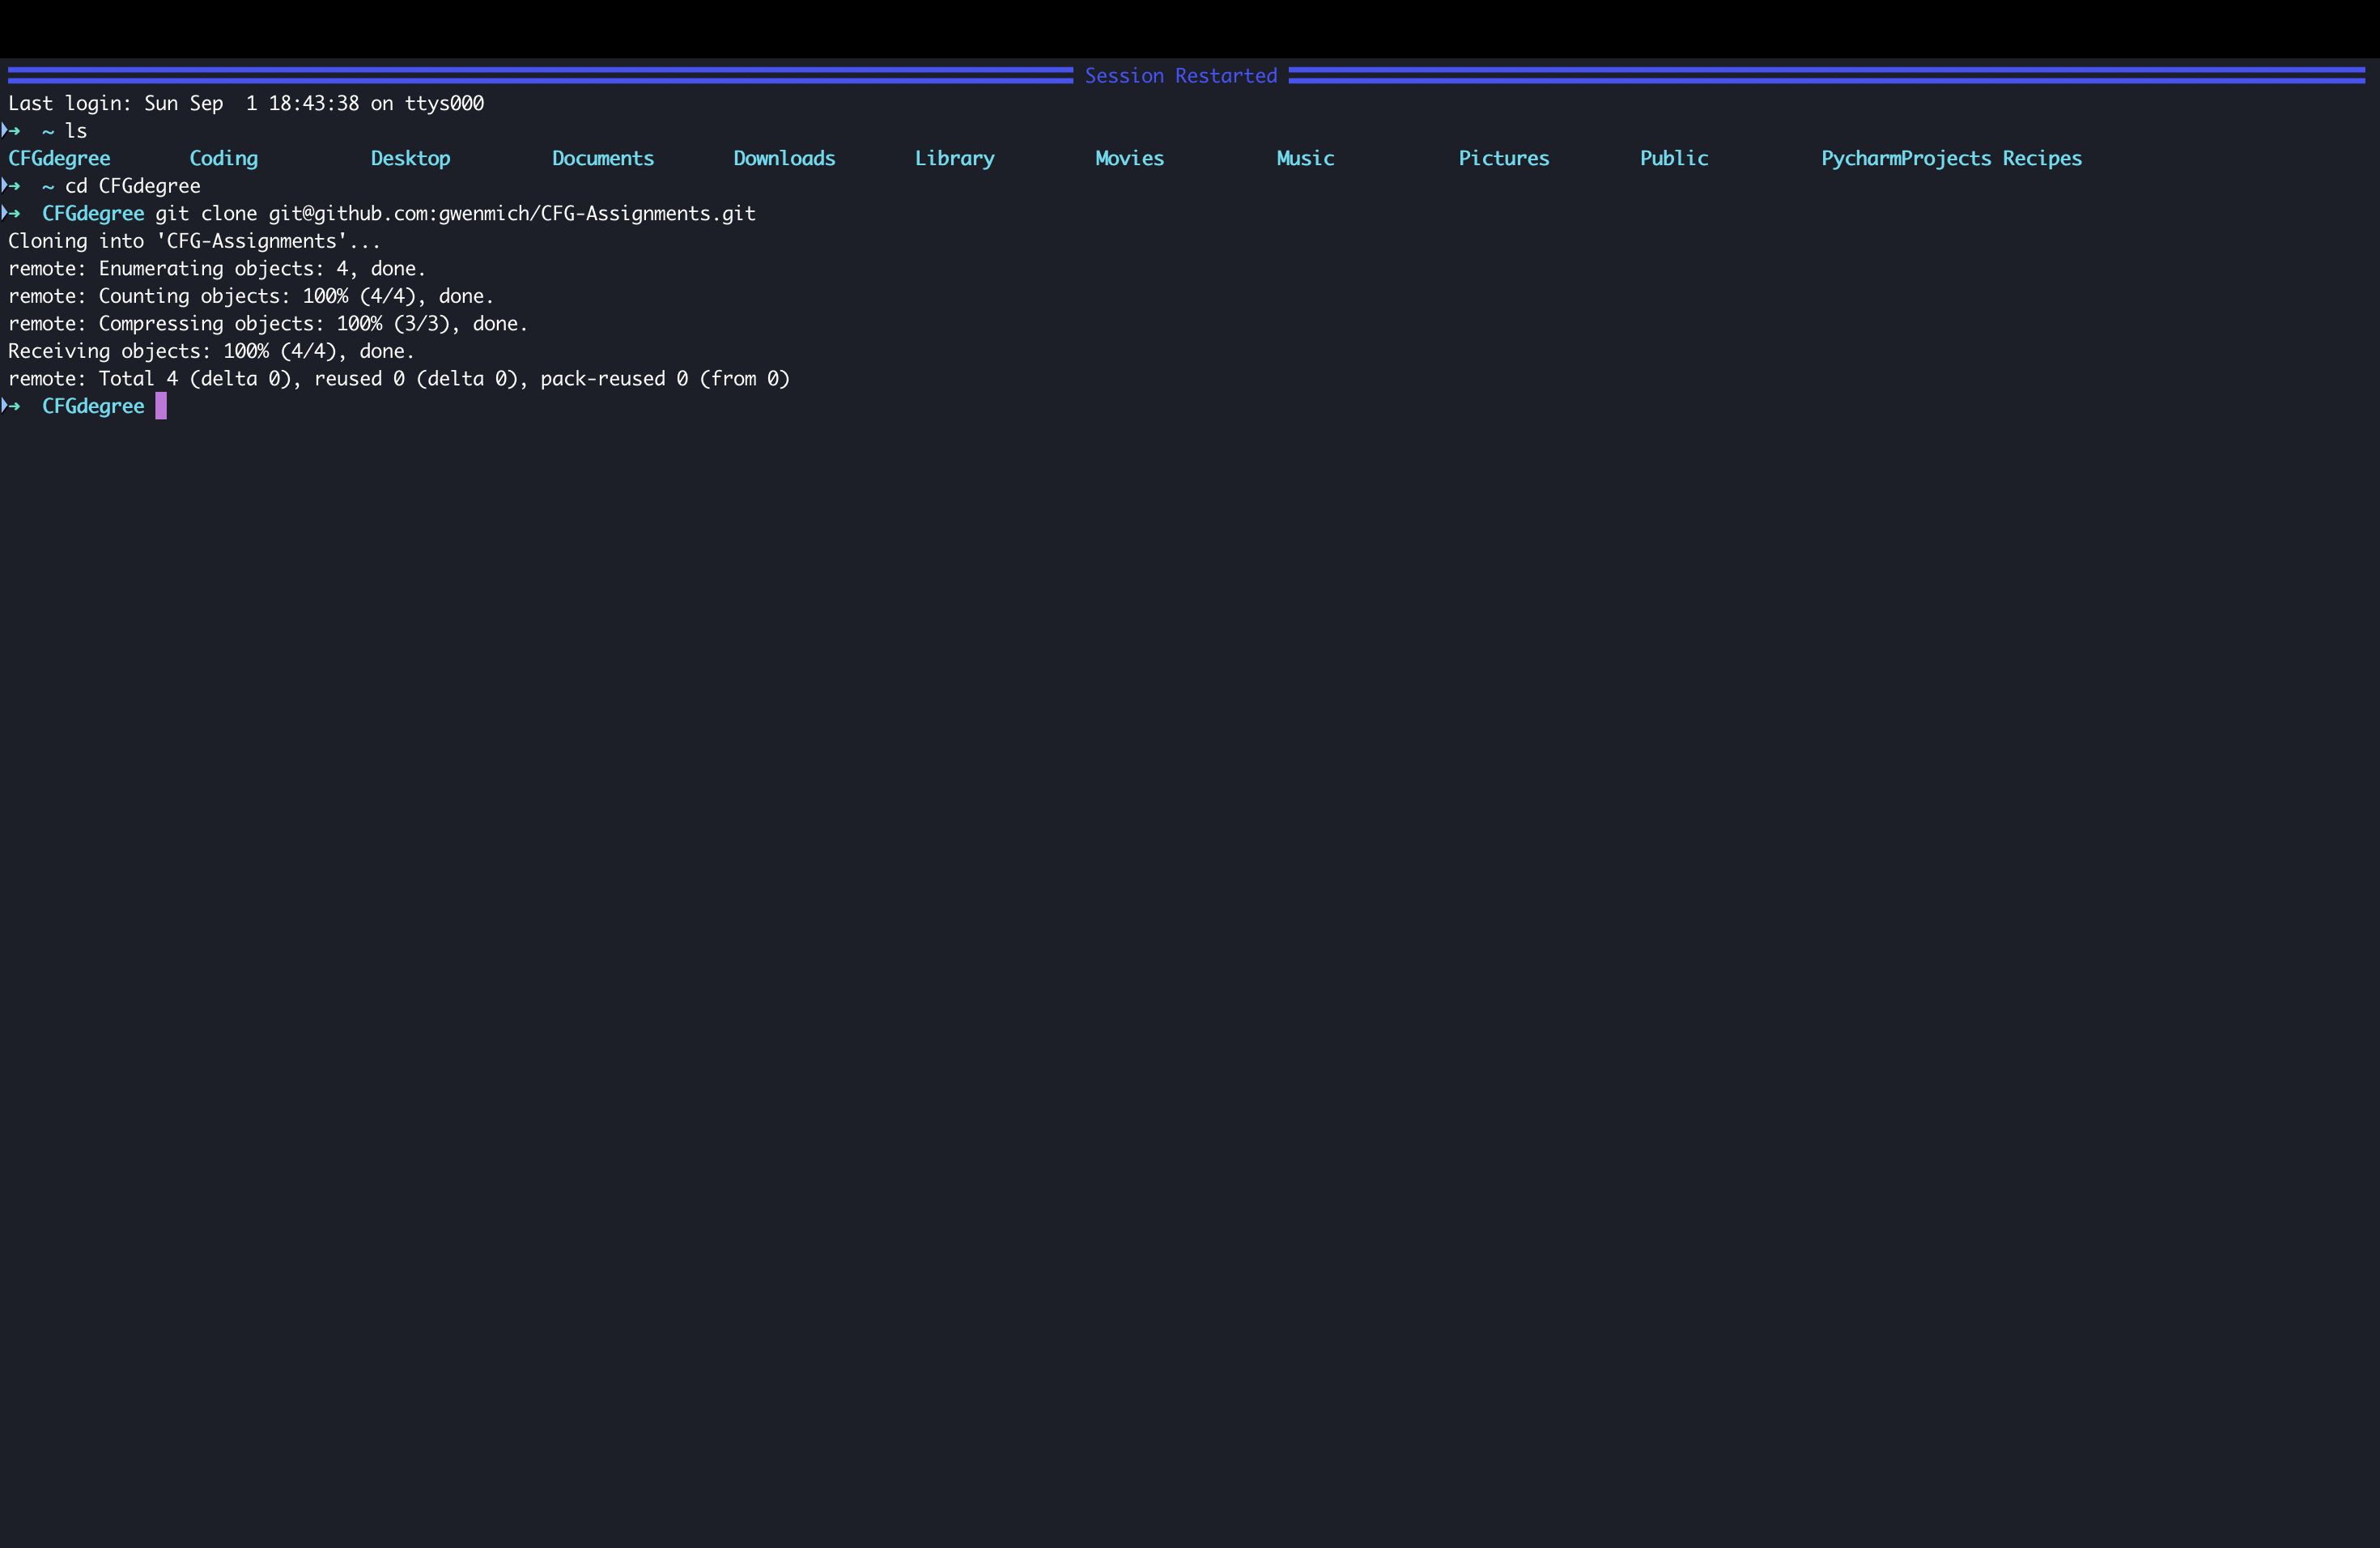 Session Restarted
Last login: Sun Sep  1 18:43:38 on ttys000
➜  ~ ls
CFGdegree       Coding          Desktop         Documents       Downloads       Library         Movies          Music           Pictures        Public          PycharmProjects Recipes
➜  ~ cd CFGdegree
➜  CFGdegree git clone git@github.com:gwenmich/CFG-Assignments.git
Cloning into 'CFG-Assignments'...
remote: Enumerating objects: 4, done.
remote: Counting objects: 100% (4/4), done.
remote: Compressing objects: 100% (3/3), done.
Receiving objects: 100% (4/4), done.
remote: Total 4 (delta 0), reused 0 (delta 0), pack-reused 0 (from 0)
➜  CFGdegree